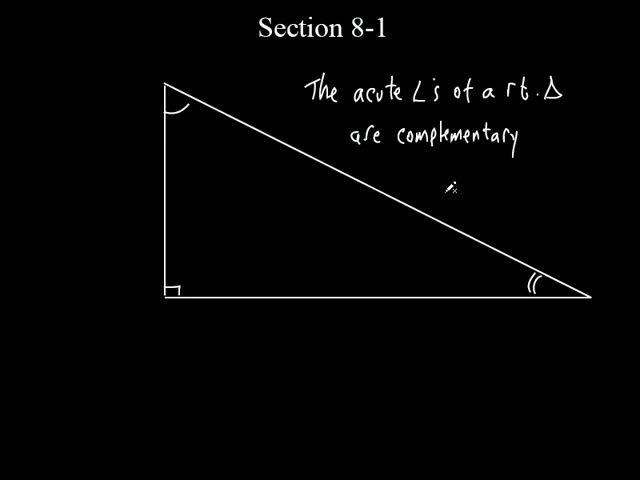 Section 8-1
The acute ∠'s of a rt. Δ
are complementary